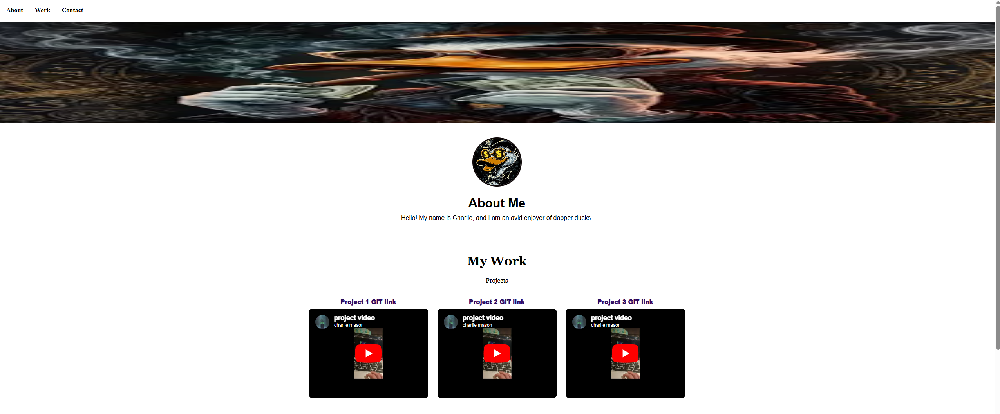 About Work Contact
$ $
About Me
Hello! My name is Charlie, and I am an avid enjoyer of dapper ducks.
My Work
Projects
Project 1 GIT link
project video
charlie mason
Project 2 GIT link
project video
charlie mason
Project 3 GIT link
project video
charlie mason